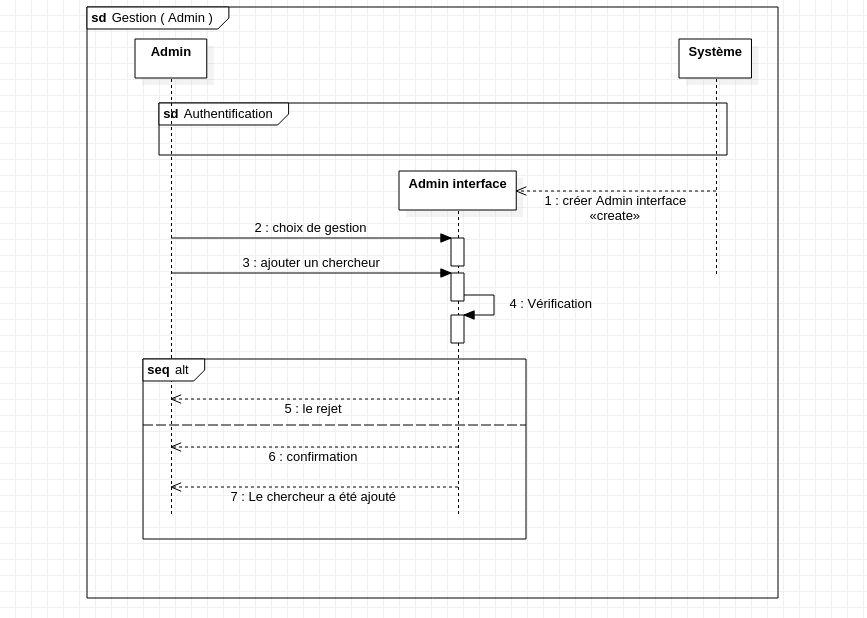 sd Gestion ( Admin )
Admin
Système
sd Authentification
Admin interface
1 : créer Admin interface
«create»
2 : choix de gestion
3 : ajouter un chercheur
4 : Vérification
seq alt
5 : le rejet
6 : confirmation
7 : Le chercheur a été ajouté